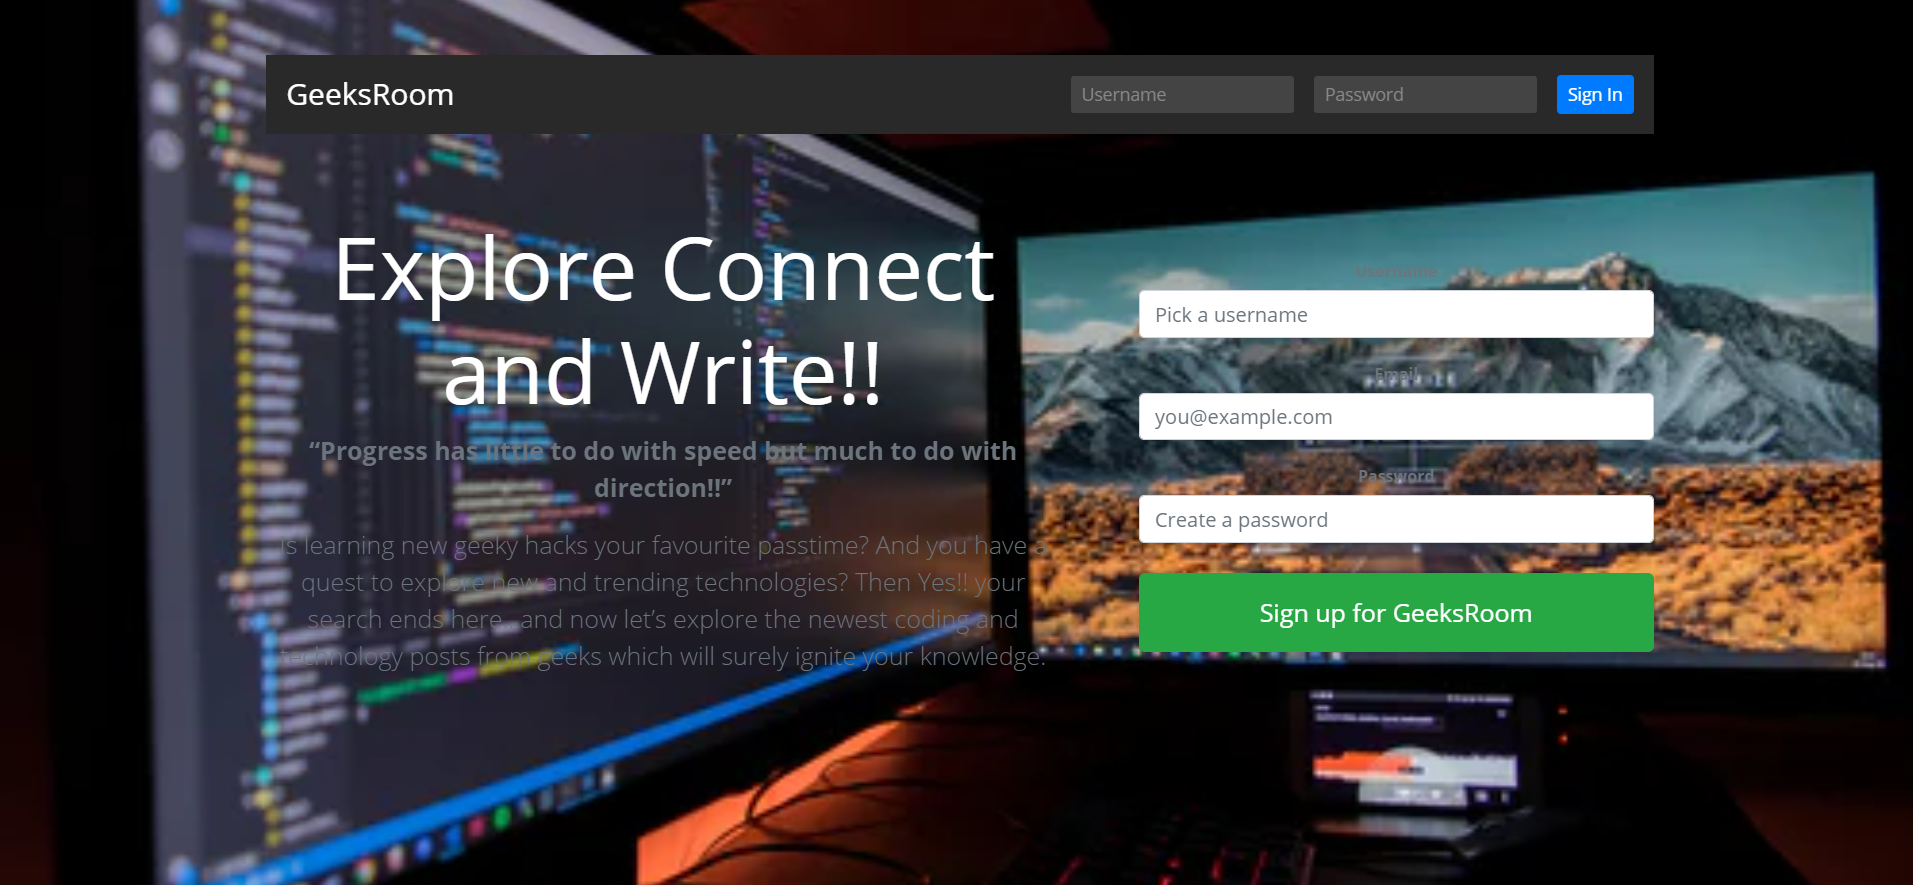 GeeksRoom
Username Password Sign In
Explore Connect
and Write!!
“Progress has little to do with speed but much to do with
direction!!”
Is learning new geeky hacks your favourite passtime? And you have a
quest to explore new and trending technologies? Then Yes!! your
search ends here , and now let’s explore the newest coding and
technology posts from geeks which will surely ignite your knowledge.
Username
Pick a username
Email
you@example.com
Password
Create a password
Sign up for GeeksRoom